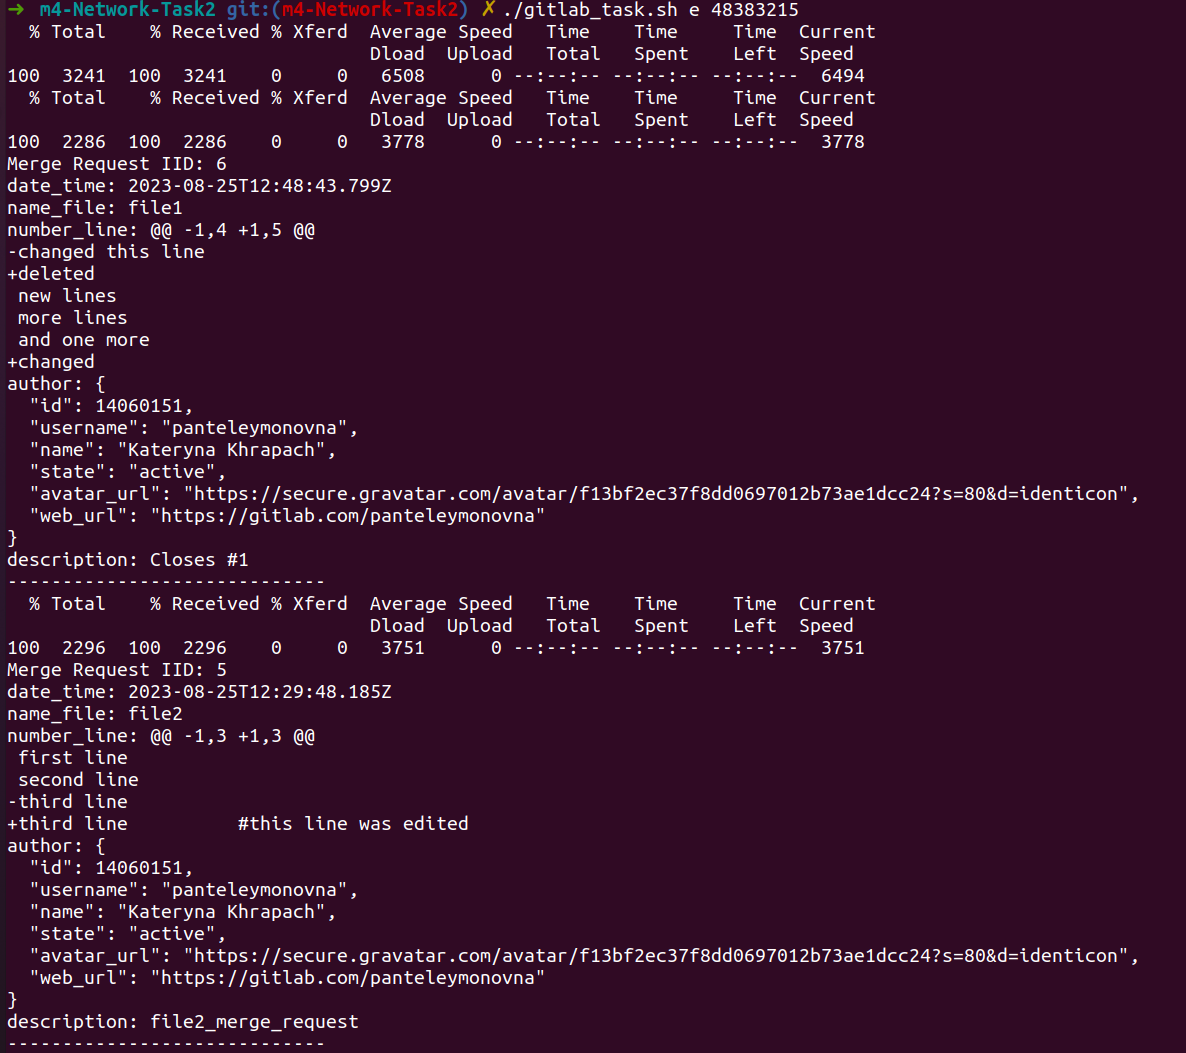 ➜  m4-Network-Task2 git:(m4-Network-Task2) ✗ ./gitlab_task.sh e 48383215
  % Total    % Received % Xferd  Average Speed   Time    Time     Time  Current
                                 Dload  Upload   Total   Spent    Left  Speed
100  3241  100  3241    0     0   6508      0 --:--:-- --:--:-- --:--:--  6494
  % Total    % Received % Xferd  Average Speed   Time    Time     Time  Current
                                 Dload  Upload   Total   Spent    Left  Speed
100  2286  100  2286    0     0   3778      0 --:--:-- --:--:-- --:--:--  3778
Merge Request IID: 6
date_time: 2023-08-25T12:48:43.799Z
name_file: file1
number_line: @@ -1,4 +1,5 @@
-changed this line
+deleted
 new lines
 more lines
 and one more
+changed
author: {
  "id": 14060151,
  "username": "panteleymonovna",
  "name": "Kateryna Khrapach",
  "state": "active",
  "avatar_url": "https://secure.gravatar.com/avatar/f13bf2ec37f8dd0697012b73ae1dcc24?s=80&d=identicon",
  "web_url": "https://gitlab.com/panteleymonovna"
}
description: Closes #1
-----------------------------
  % Total    % Received % Xferd  Average Speed   Time    Time     Time  Current
                                 Dload  Upload   Total   Spent    Left  Speed
100  2296  100  2296    0     0   3751      0 --:--:-- --:--:-- --:--:--  3751
Merge Request IID: 5
date_time: 2023-08-25T12:29:48.185Z
name_file: file2
number_line: @@ -1,3 +1,3 @@
 first line
 second line
-third line
+third line          #this line was edited
author: {
  "id": 14060151,
  "username": "panteleymonovna",
  "name": "Kateryna Khrapach",
  "state": "active",
  "avatar_url": "https://secure.gravatar.com/avatar/f13bf2ec37f8dd0697012b73ae1dcc24?s=80&d=identicon",
  "web_url": "https://gitlab.com/panteleymonovna"
}
description: file2_merge_request
-----------------------------